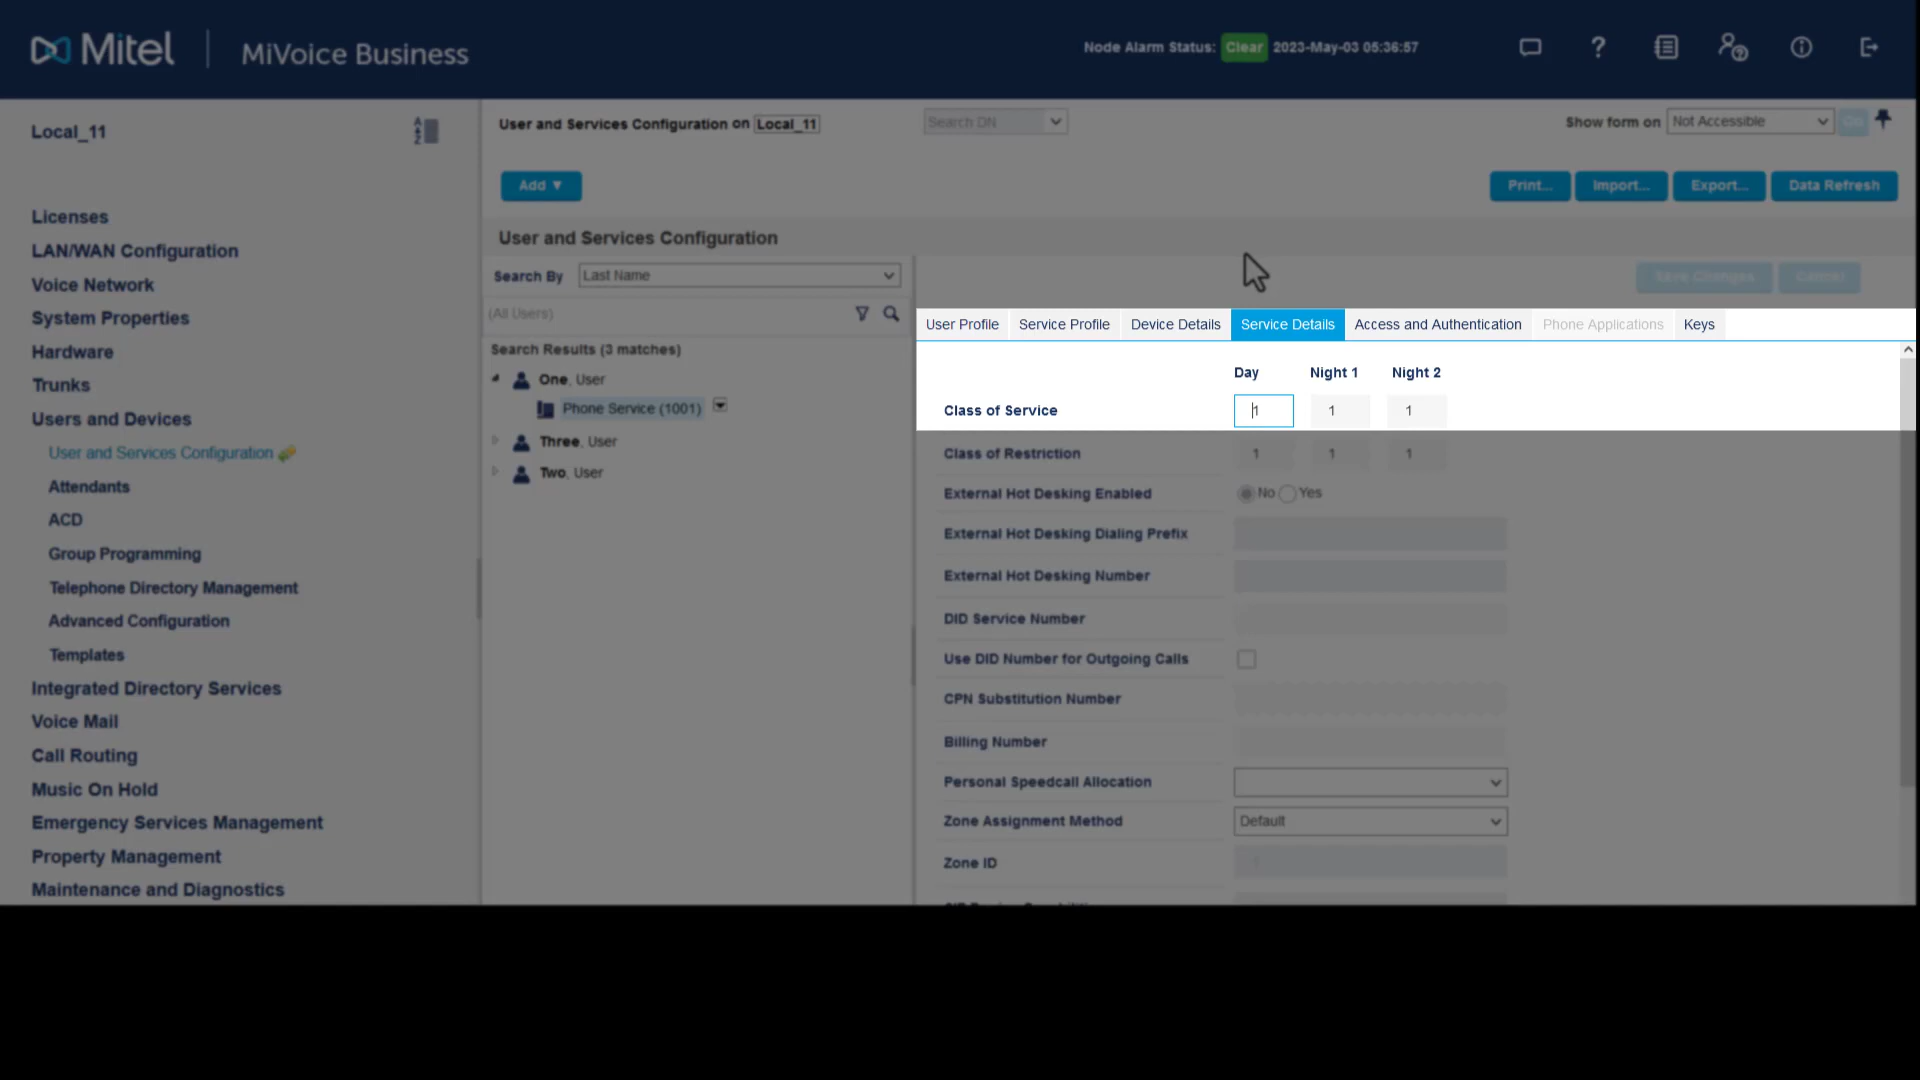 Mitel | MiVoice Business
Node Alarm Status: Clear 2023-May-03 05:36:57
Local_11
User and Services Configuration on Local_11
Search DN
Show form on Not Accessible Go
Add ▼
Print... Import... Export... Data Refresh
Licenses
LAN/WAN Configuration
Voice Network
System Properties
Hardware
Trunks
Users and Devices
User and Services Configuration
Attendants
ACD
Group Programming
Telephone Directory Management
Advanced Configuration
Templates
Integrated Directory Services
Voice Mail
Call Routing
Music On Hold
Emergency Services Management
Property Management
Maintenance and Diagnostics
User and Services Configuration
Search By Last Name
(All Users)
Search Results (3 matches)
One, User
Phone Service (1001)
Three, User
Two, User
Save Changes Cancel
User Profile Service Profile Device Details Service Details Access and Authentication Phone Applications Keys
Day Night 1 Night 2
Class of Service 1 1 1
Class of Restriction 1 1 1
External Hot Desking Enabled No Yes
External Hot Desking Dialing Prefix
External Hot Desking Number
DID Service Number
Use DID Number for Outgoing Calls
CPN Substitution Number
Billing Number
Personal Speedcall Allocation
Zone Assignment Method Default
Zone ID